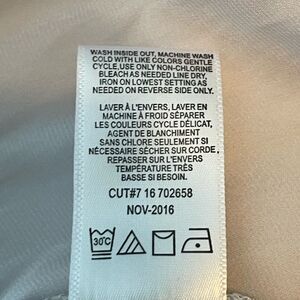 WASH INSIDE OUT, MACHINE WASH
COLD WITH LIKE COLORS GENTLE
CYCLE,USE ONLY NON-CHLORINE
BLEACH AS NEEDED LINE DRY,
IRON ON LOWEST SETTING AS
NEEDED ON REVERSE SIDE ONLY.
LAVER À L'ENVERS, LAVER EN
MACHINE À FROID SÉPARER
LES COULEURS CYCLE DÉLICAT,
AGENT DE BLANCHIMENT
SANS CHLORE SEULEMENT SI
NÉCESSAIRE SÉCHER SUR CORDE,
REPASSER SUR L'ENVERS
TEMPÉRATURE TRÈS
BASSE SI BESOIN.
CUT#7 16 702658
NOV-2016
30°C